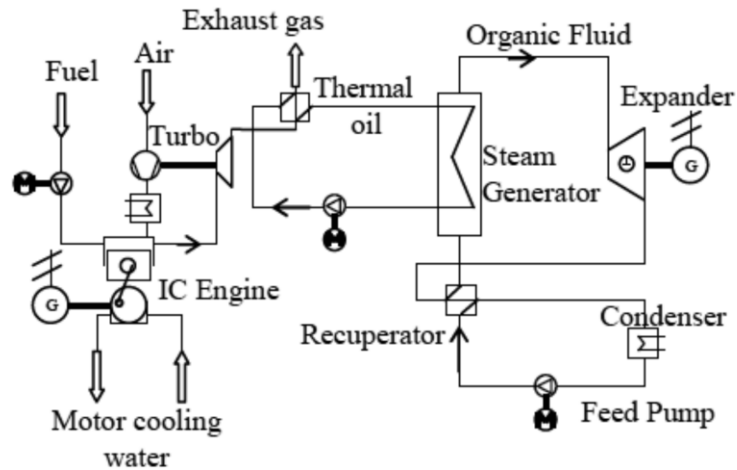 Exhaust gas
Air
Fuel
Organic Fluid
Thermal
oil
Expander
Turbo
Steam
Generator
G
M
M
IC Engine
G
Recuperator
Condenser
Motor cooling
water
Feed Pump
M